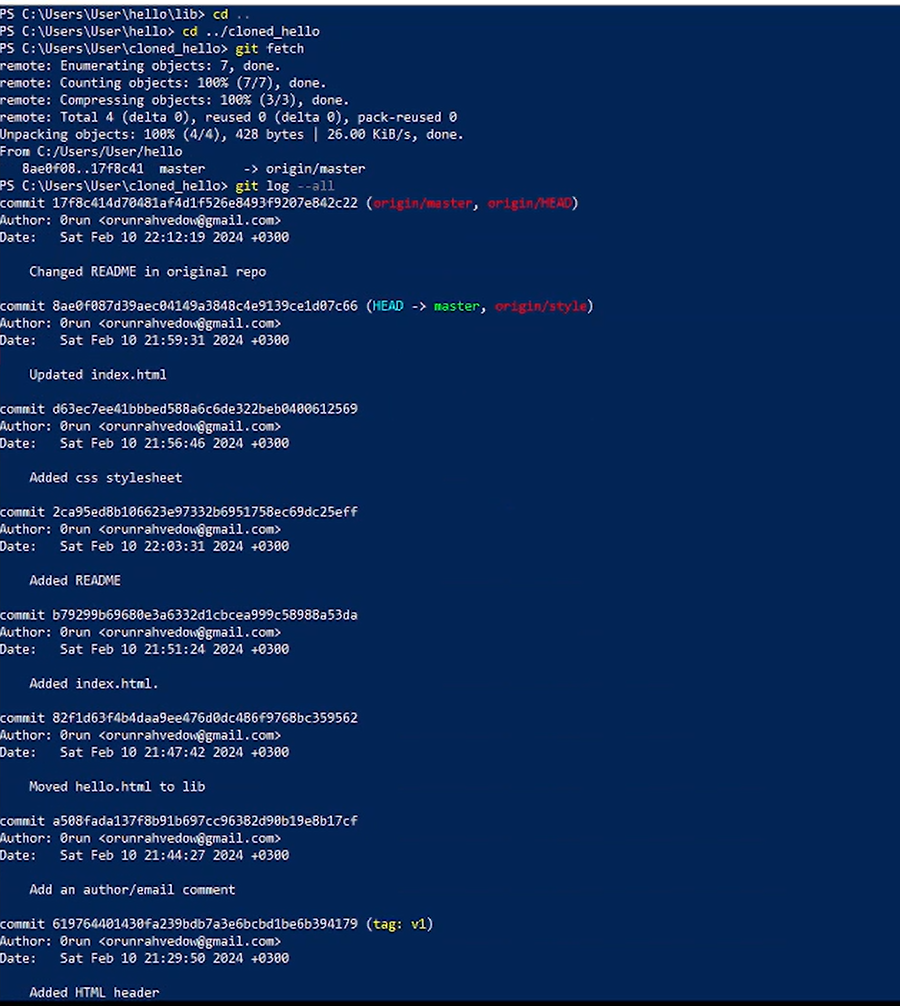 PS C:\Users\User\hello\lib> cd ..
PS C:\Users\User\hello> cd ../cloned_hello
PS C:\Users\User\cloned_hello> git fetch
remote: Enumerating objects: 7, done.
remote: Counting objects: 100% (7/7), done.
remote: Compressing objects: 100% (3/3), done.
remote: Total 4 (delta 0), reused 0 (delta 0), pack-reused 0
Unpacking objects: 100% (4/4), 428 bytes | 26.00 KiB/s, done.
From C:/Users/User/hello
   8ae0f08..17f8c41  master     -> origin/master
PS C:\Users\User\cloned_hello> git log --all
commit 17f8c414d70481af4d1f526e8493f9207e842c22 (origin/master, origin/HEAD)
Author: 0run <orunrahvedow@gmail.com>
Date:   Sat Feb 10 22:12:19 2024 +0300
    Changed README in original repo
commit 8ae0f087d39aec04149a3848c4e9139ce1d07c66 (HEAD -> master, origin/style)
Author: 0run <orunrahvedow@gmail.com>
Date:   Sat Feb 10 21:59:31 2024 +0300
    Updated index.html
commit d63ec7ee41bbbed588a6c6de322beb0400612569
Author: 0run <orunrahvedow@gmail.com>
Date:   Sat Feb 10 21:56:46 2024 +0300
    Added css stylesheet
commit 2ca95ed8b106623e97332b6951758ec69dc25eff
Author: 0run <orunrahvedow@gmail.com>
Date:   Sat Feb 10 22:03:31 2024 +0300
    Added README
commit b79299b69680e3a6332d1cbcea999c58988a53da
Author: 0run <orunrahvedow@gmail.com>
Date:   Sat Feb 10 21:51:24 2024 +0300
    Added index.html.
commit 82f1d63f4b4daa9ee476d0dc486f9768bc359562
Author: 0run <orunrahvedow@gmail.com>
Date:   Sat Feb 10 21:47:42 2024 +0300
    Moved hello.html to lib
commit a508fada137f8b91b697cc96382d90b19e8b17cf
Author: 0run <orunrahvedow@gmail.com>
Date:   Sat Feb 10 21:44:27 2024 +0300
    Add an author/email comment
commit 619764401430fa239bdb7a3e6bcbd1be6b394179 (tag: v1)
Author: 0run <orunrahvedow@gmail.com>
Date:   Sat Feb 10 21:29:50 2024 +0300
    Added HTML header